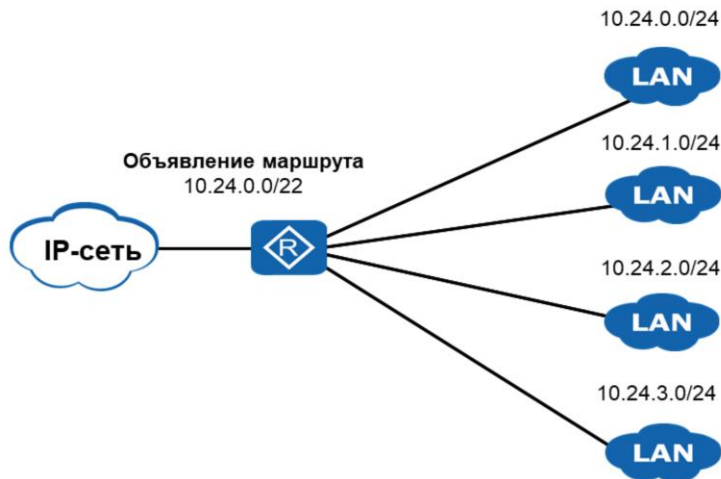 10.24.0.0/24
LAN
10.24.1.0/24
Объявление маршрута
10.24.0.0/22
LAN
IP-сеть
R
10.24.2.0/24
LAN
10.24.3.0/24
LAN